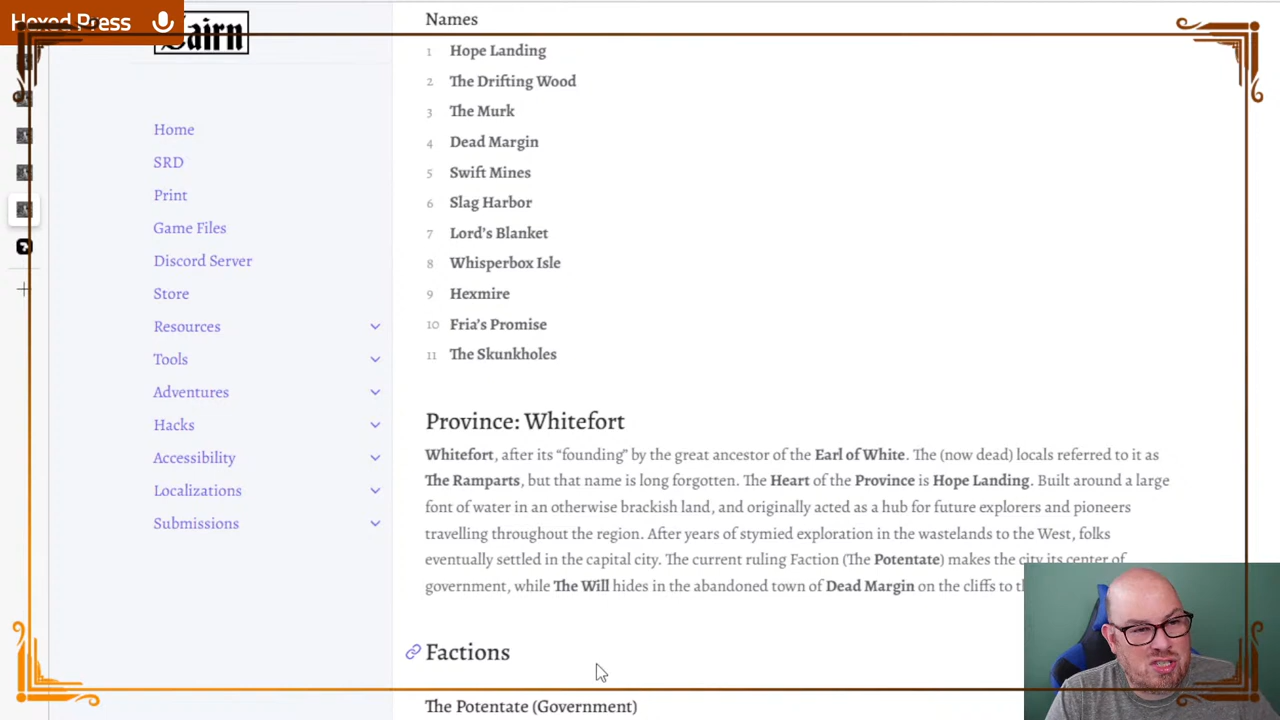 Hexed Press
Cairn
Home
SRD
Print
Game Files
Discord Server
Store
Resources
Tools
Adventures
Hacks
Accessibility
Localizations
Submissions
Names
1 Hope Landing
2 The Drifting Wood
3 The Murk
4 Dead Margin
5 Swift Mines
6 Slag Harbor
7 Lord’s Blanket
8 Whisperbox Isle
9 Hexmire
10 Fria’s Promise
11 The Skunkholes
Province: Whitefort
Whitefort, after its “founding” by the great ancestor of the Earl of White. The (now dead) locals referred to it as
The Ramparts, but that name is long forgotten. The Heart of the Province is Hope Landing. Built around a large
font of water in an otherwise brackish land, and originally acted as a hub for future explorers and pioneers
travelling throughout the region. After years of stymied exploration in the wastelands to the West, folks
eventually settled in the capital city. The current ruling Faction (The Potentate) makes the city its center of
government, while The Will hides in the abandoned town of Dead Margin on the cliffs to
Factions
The Potentate (Government)